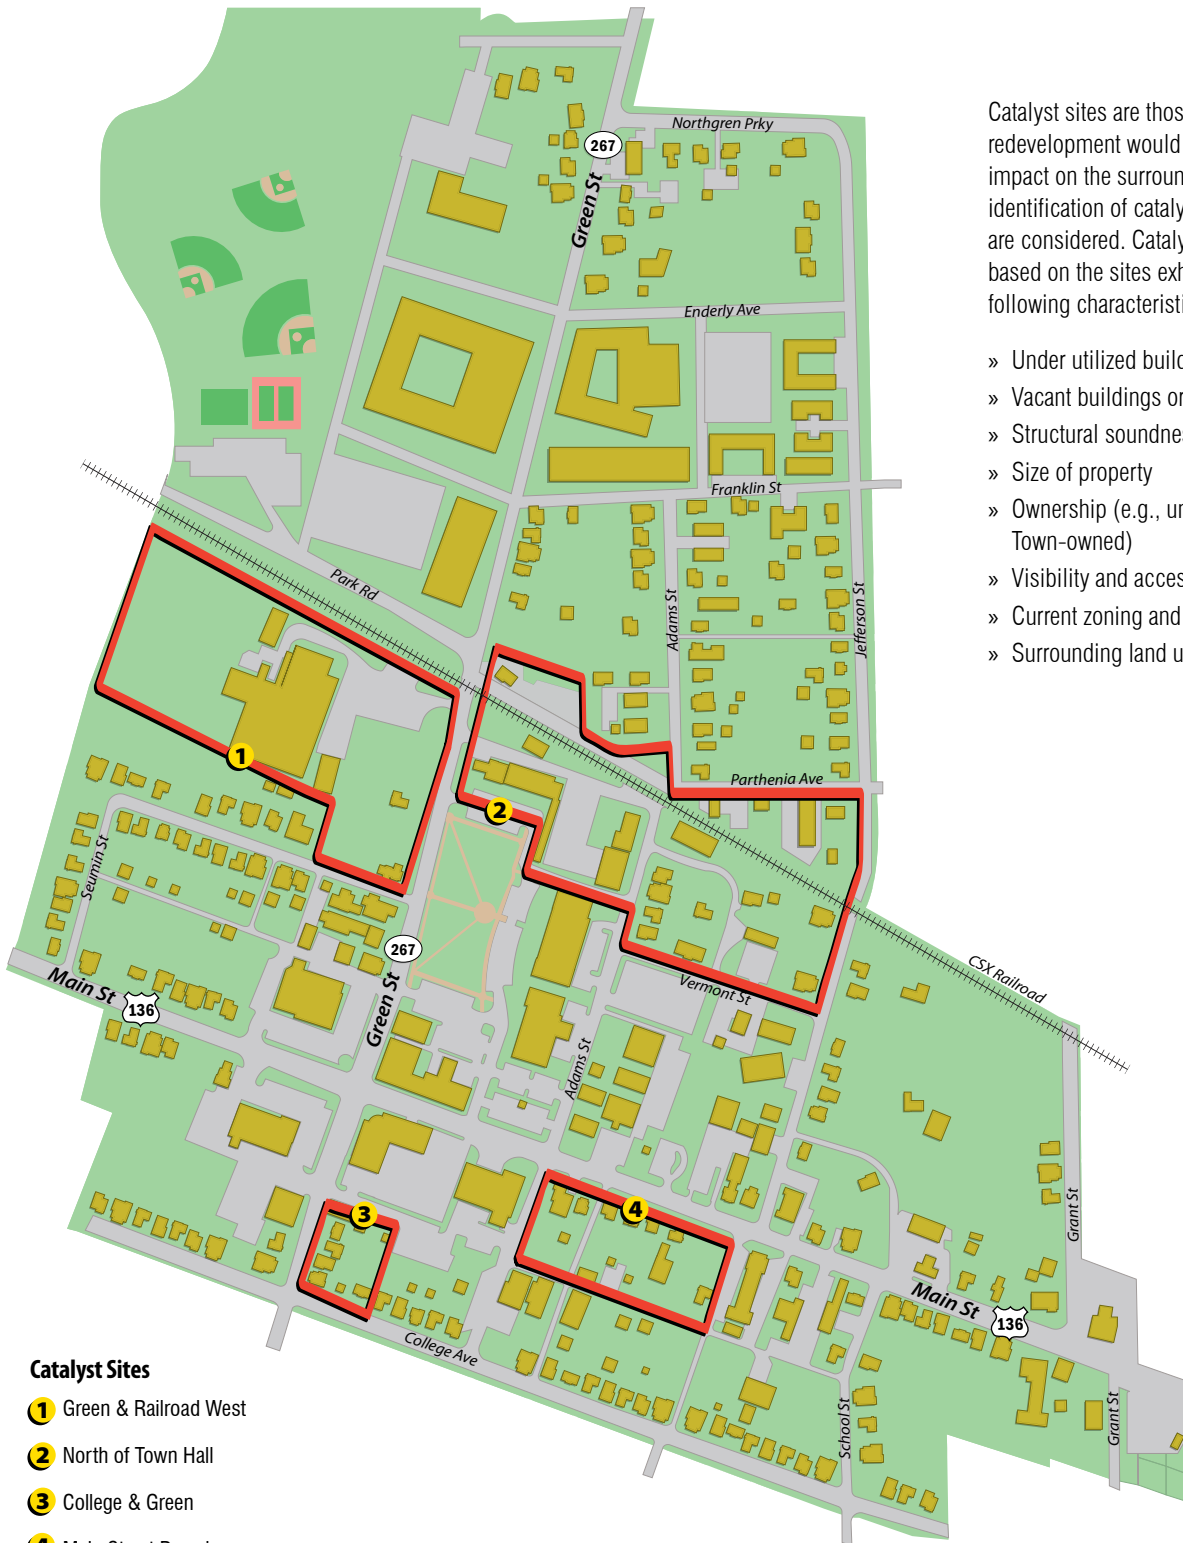 Northgren Prky
267
Green St
Enderly Ave
Franklin St
Park Rd
Adams St
Jefferson St
Parthenia Ave
1
2
Seumin St
267
Green St
Main St
136
Vermont St
CSX Railroad
Adams St
3
4
Grant St
Main St
136
College Ave
School St
Grant St
Catalyst sites are thos
redevelopment would
impact on the surroun
identification of cataly
are considered. Cataly
based on the sites exh
following characteristi
» Under utilized build
» Vacant buildings or
» Structural soundnes
» Size of property
» Ownership (e.g., un
Town-owned)
» Visibility and acces
» Current zoning and
» Surrounding land u
Catalyst Sites
1 Green & Railroad West
2 North of Town Hall
3 College & Green
4 Main Street